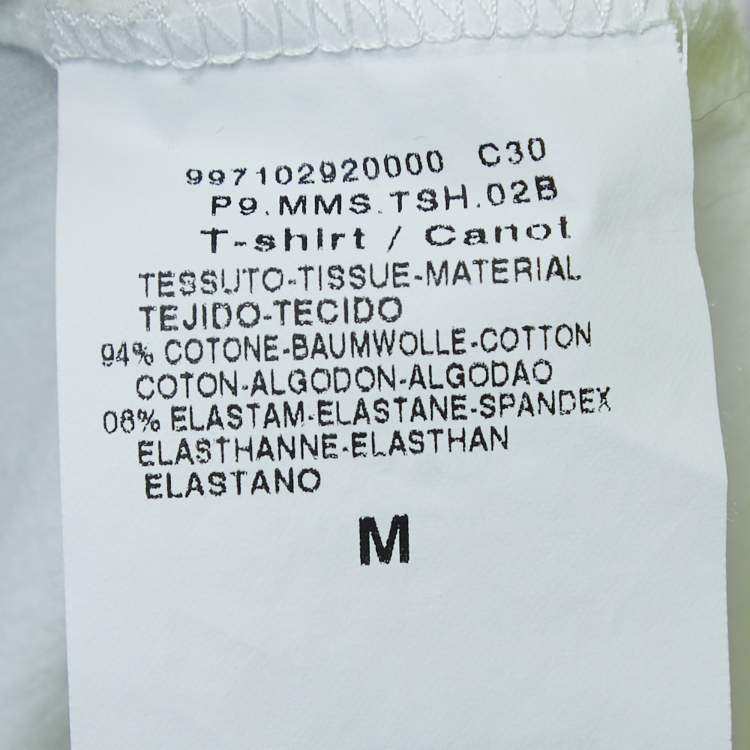 997102920000 C30
P9.MMS.TSH.02B
T-shirt / Canot
TESSUTO-TISSUE-MATERIAL
TEJIDO-TECIDO
94% COTONE-BAUMWOLLE-COTTON
COTON-ALGODON-ALGODAO
06% ELASTAM-ELASTANE-SPANDEX
ELASTHANNE-ELASTHAN
ELASTANO
M